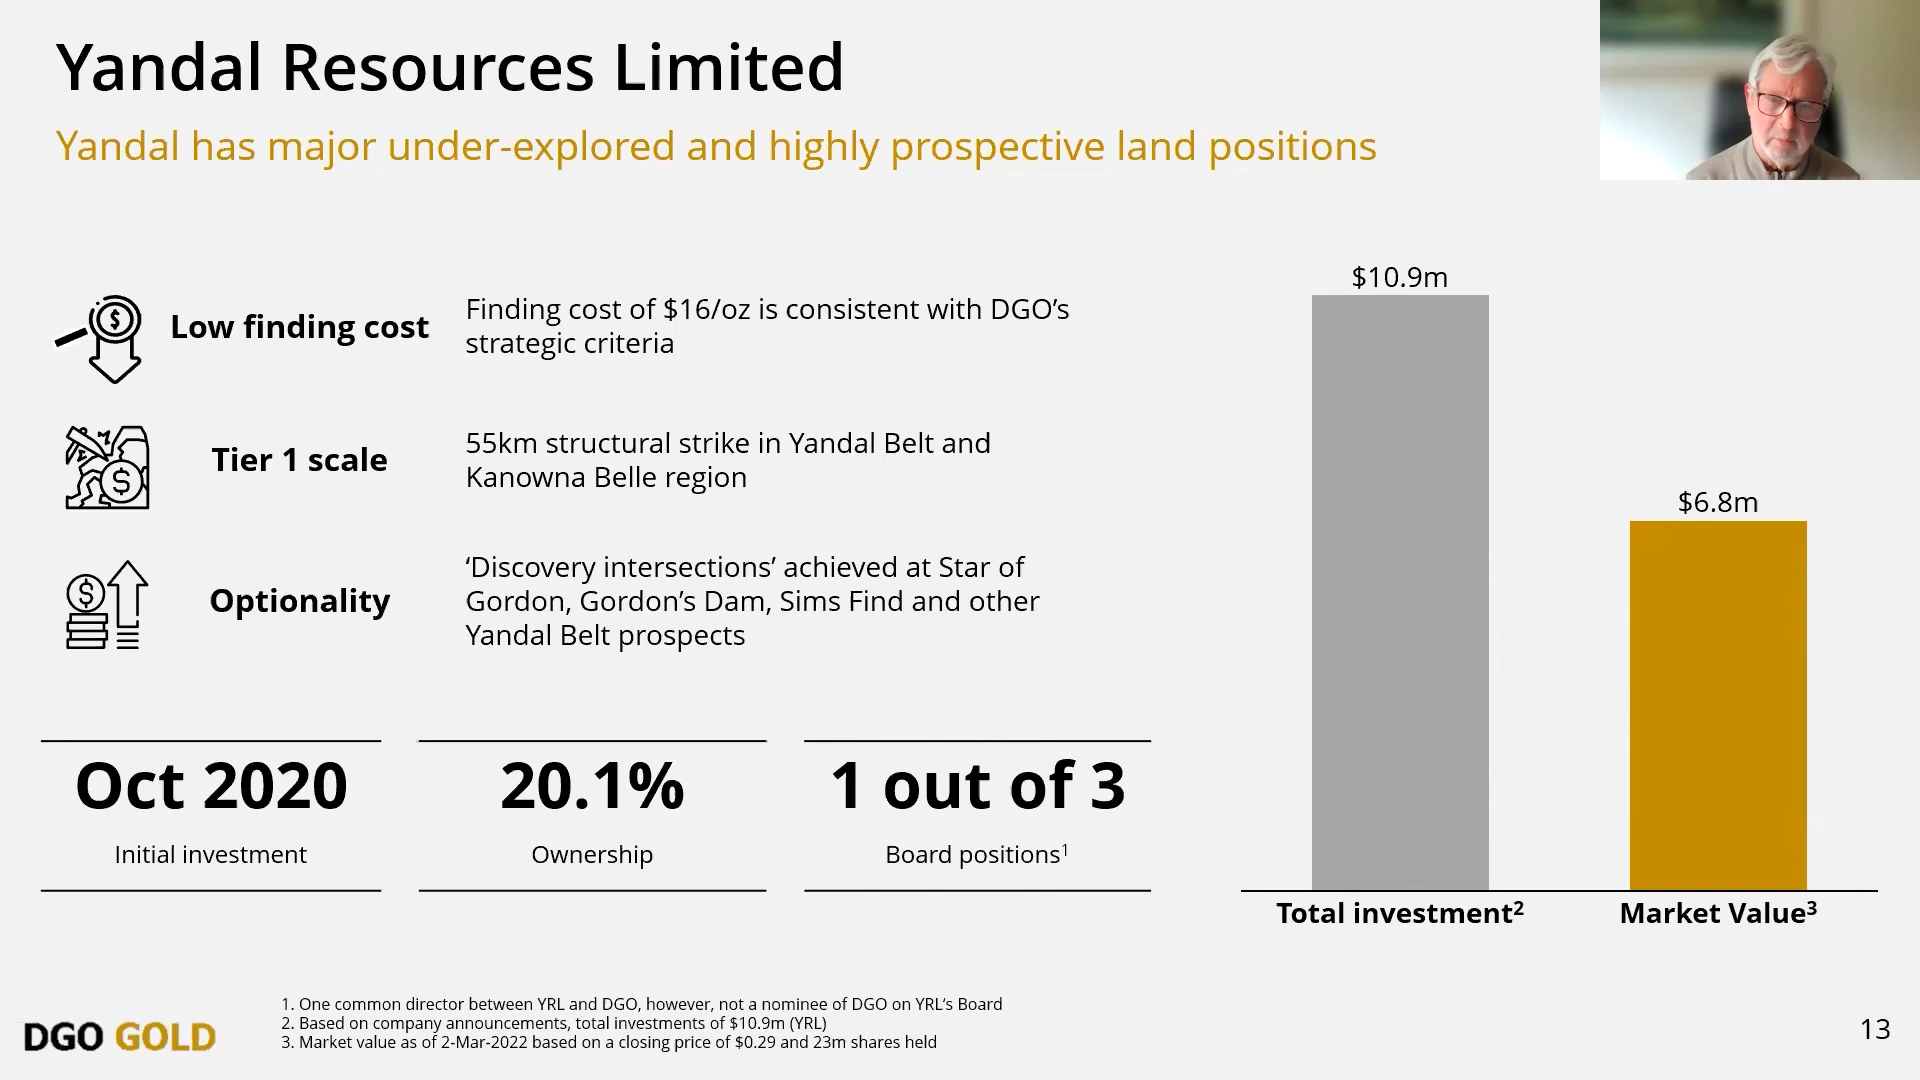 Yandal Resources Limited
Yandal has major under-explored and highly prospective land positions
Low finding cost
Finding cost of $16/oz is consistent with DGO’s
strategic criteria
Tier 1 scale
55km structural strike in Yandal Belt and
Kanowna Belle region
Optionality
‘Discovery intersections’ achieved at Star of
Gordon, Gordon’s Dam, Sims Find and other
Yandal Belt prospects
Oct 2020
Initial investment
20.1%
Ownership
1 out of 3
Board positions¹
$10.9m
$6.8m
Total investment²
Market Value³
1. One common director between YRL and DGO, however, not a nominee of DGO on YRL’s Board
2. Based on company announcements, total investments of $10.9m (YRL)
3. Market value as of 2-Mar-2022 based on a closing price of $0.29 and 23m shares held
DGO GOLD
13